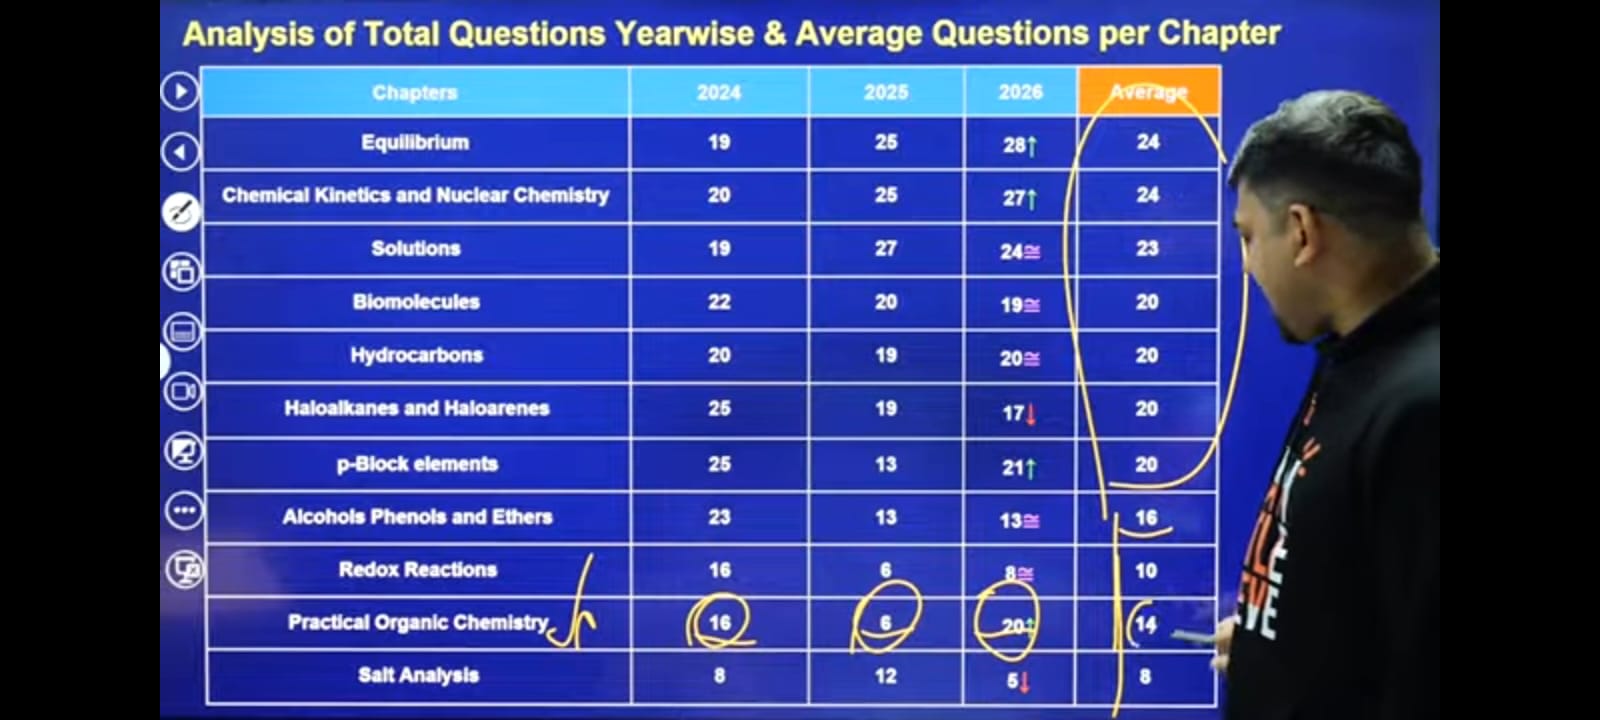 Analysis of Total Questions Yearwise & Average Questions per Chapter
Chapters 2024 2025 2026 Average
Equilibrium 19 25 28↑ 24
Chemical Kinetics and Nuclear Chemistry 20 25 27↑ 24
Solutions 19 27 24≅ 23
Biomolecules 22 20 19≅ 20
Hydrocarbons 20 19 20≅ 20
Haloalkanes and Haloarenes 25 19 17↓ 20
p-Block elements 25 13 21↑ 20
Alcohols Phenols and Ethers 23 13 13≅ 16
Redox Reactions 16 6 8≅ 10
Practical Organic Chemistry 16 6 20↑ 14
Salt Analysis 8 12 5↓ 8